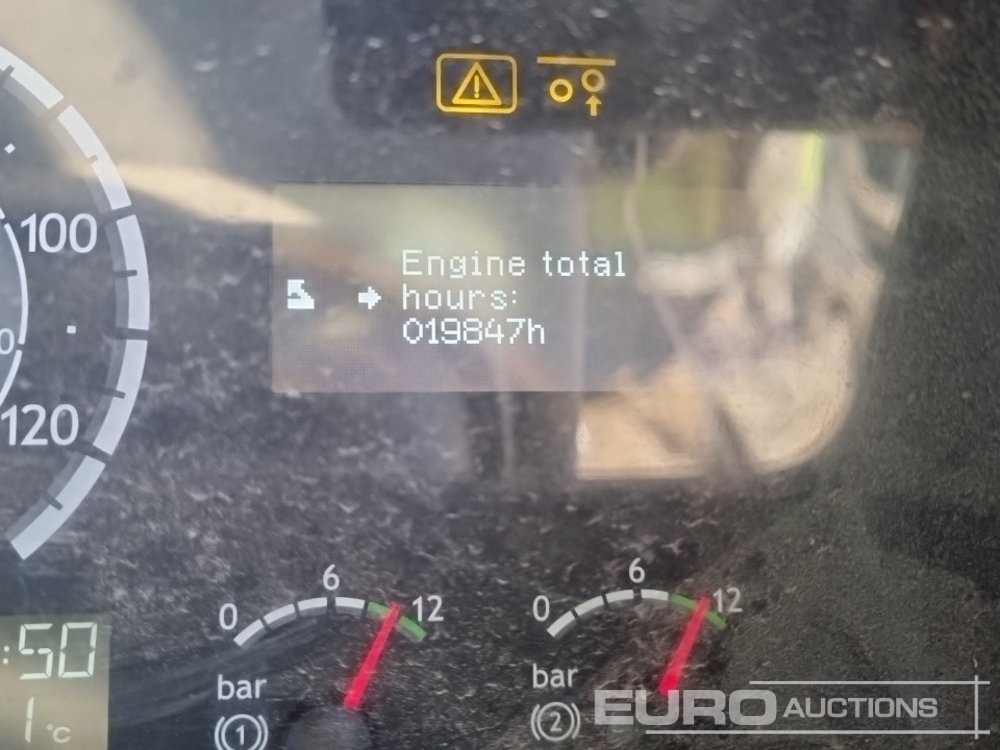 100
120
Engine total
hours:
019847h
0 6 12
bar
1
0 6 12
bar
2
:50
1°C
EURO AUCTIONS